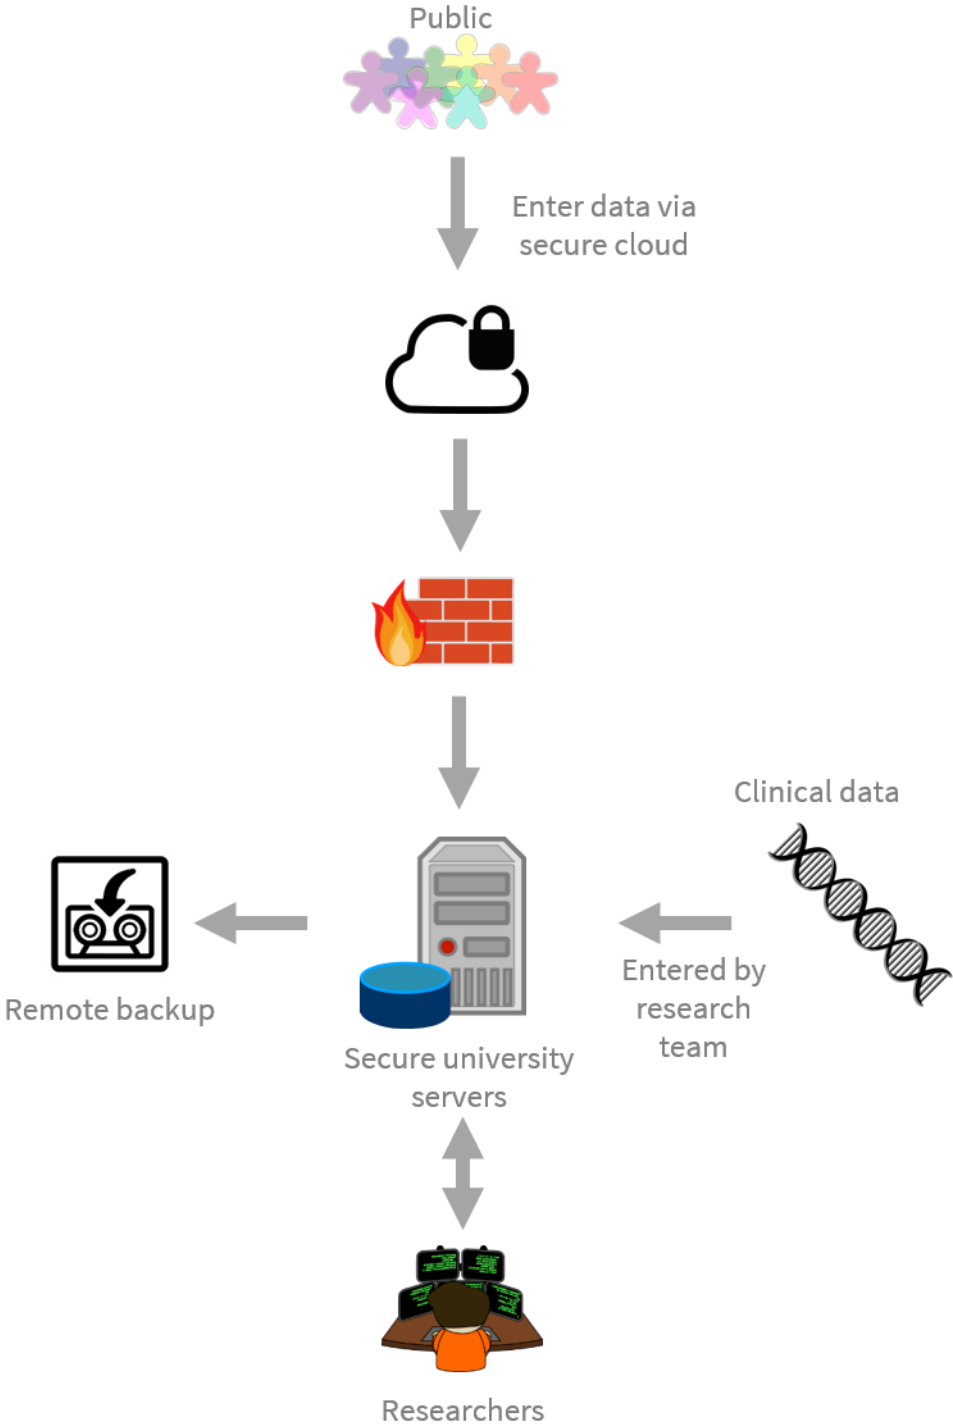 Public
Enter data via
secure cloud
Clinical data
Entered by
research
team
Remote backup
Secure university
servers
Researchers